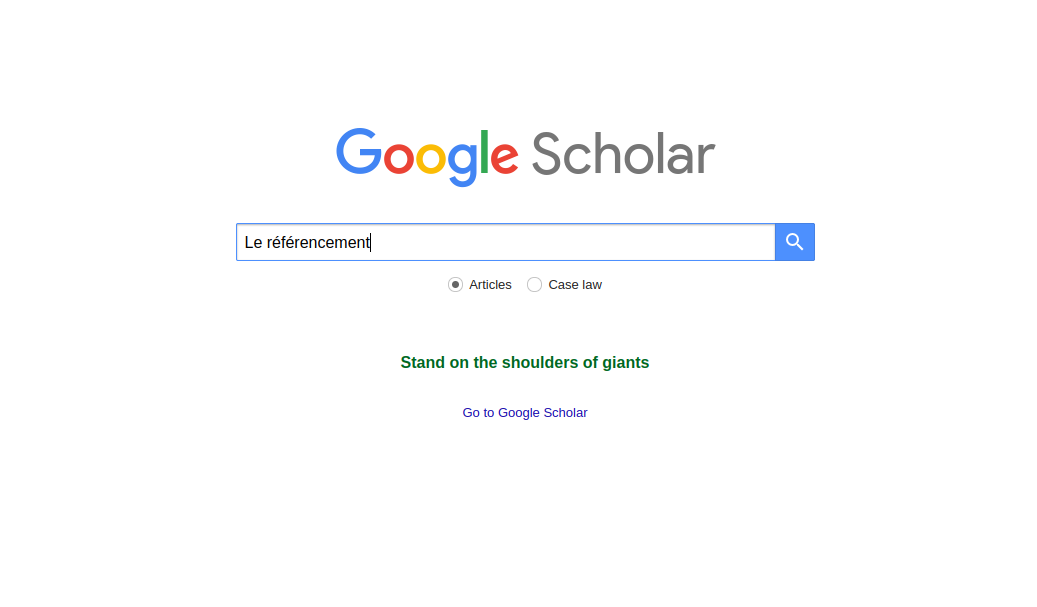 Google Scholar
Le référencement
Articles Case law
Stand on the shoulders of giants
Go to Google Scholar